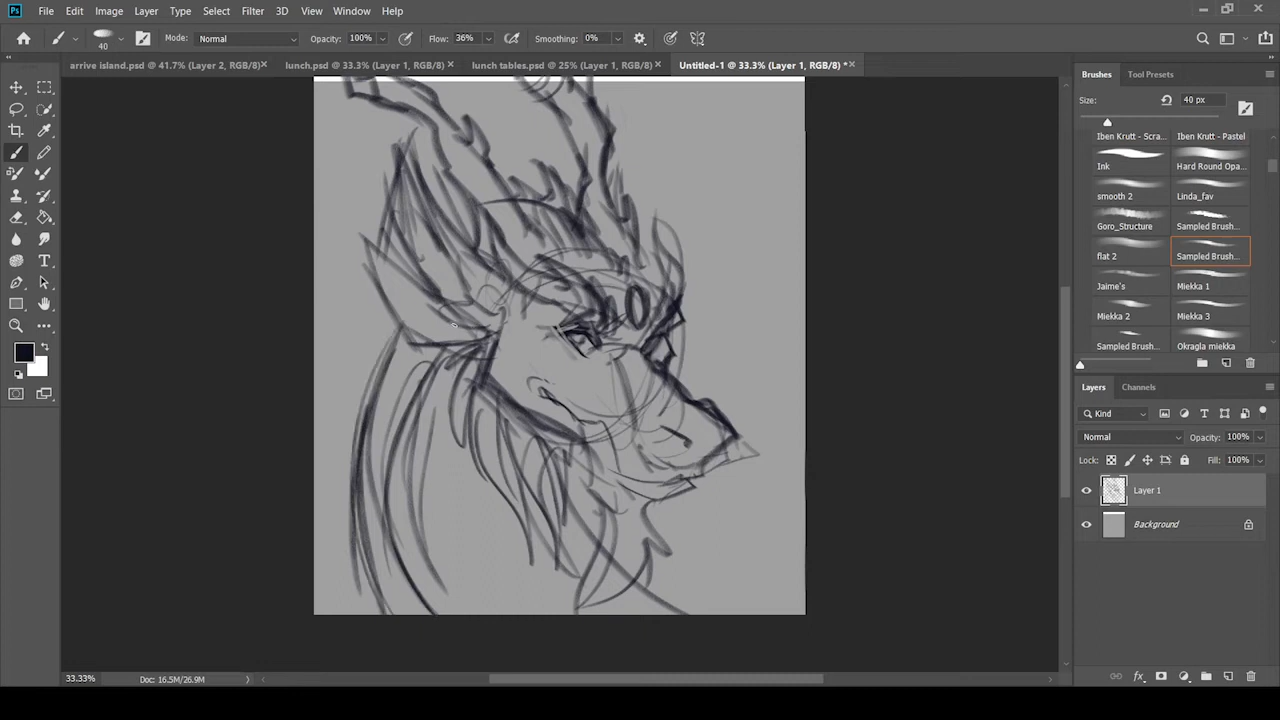 Ps File Edit Image Layer Type Select Filter 3D View Window Help
40 Mode: Normal Opacity: 100% Flow: 36% Smoothing: 0%
arrive island.psd @ 41.7% (Layer 2, RGB/8) lunch.psd @ 33.3% (Layer 1, RGB/8) lunch tables.psd @ 25% (Layer 1, RGB/8) Untitled-1 @ 33.3% (Layer 1, RGB/8) *
Brushes Tool Presets
Size: 40 px
Iben Krutt - Scra... Iben Krutt - Pastel
Ink Hard Round Opa...
smooth 2 Linda_fav
Goro_Structure Sampled Brush...
flat 2 Sampled Brush...
Jaime's Miekka 1
Miekka 2 Miekka 3
Sampled Brush... Okragla miekka
Layers Channels
Kind
Normal Opacity: 100%
Lock: Fill: 100%
Layer 1
Background
33.33% Doc: 16.5M/26.9M